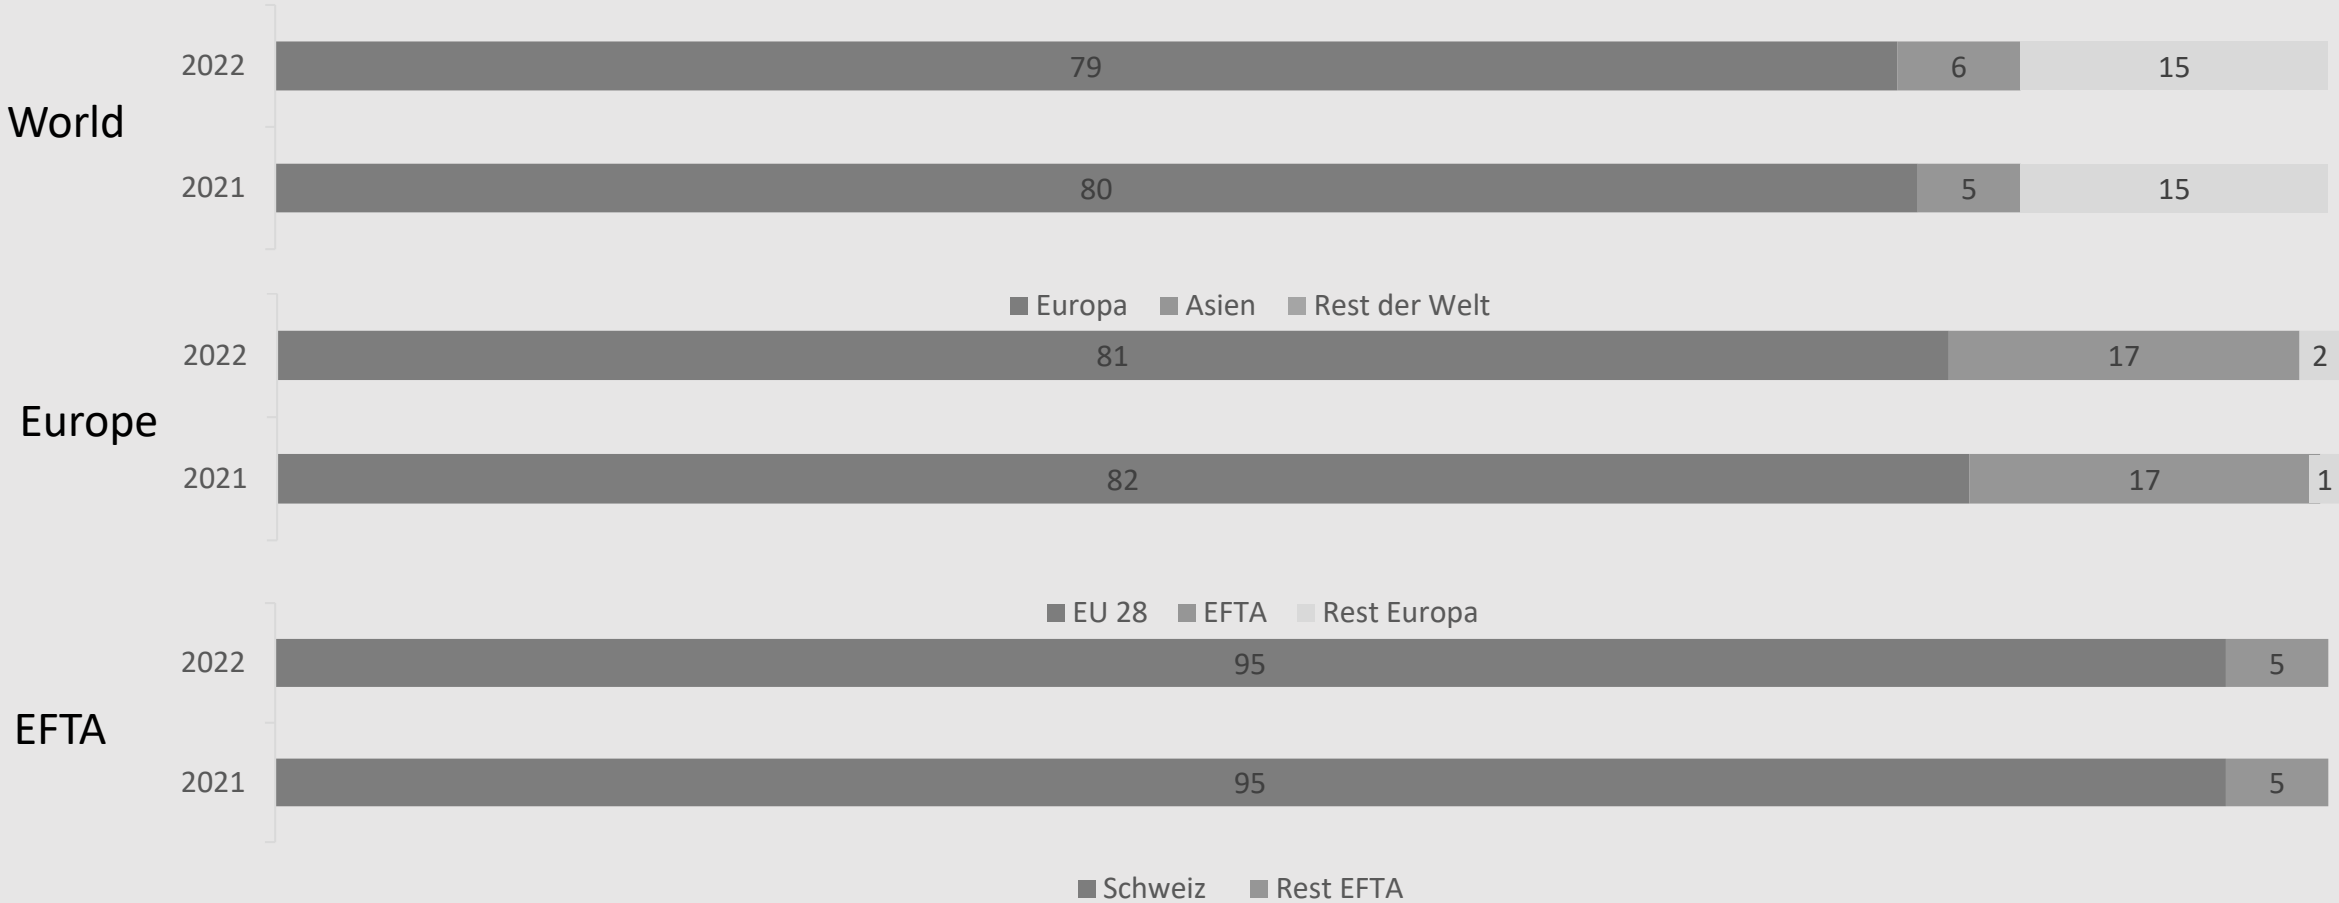 World
2022
79 6 15
2021
80 5 15
Europa Asien Rest der Welt
Europe
2022
81 17 2
2021
82 17 1
EU 28 EFTA Rest Europa
EFTA
2022
95 5
2021
95 5
Schweiz Rest EFTA